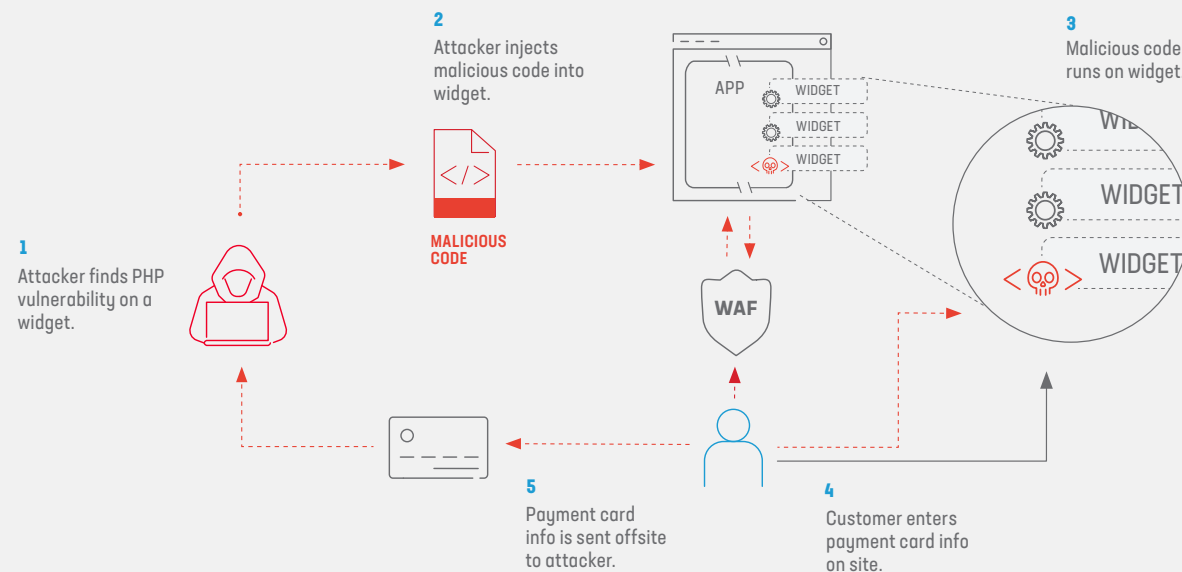 1
Attacker finds PHP
vulnerability on a
widget.
2
Attacker injects
malicious code into
widget.
</>
MALICIOUS
CODE
APP
WIDGET
WIDGET
WIDGET
WAF
3
Malicious code
runs on widget.
WIDGET
WIDGET
4
Customer enters
payment card info
on site.
5
Payment card
info is sent offsite
to attacker.